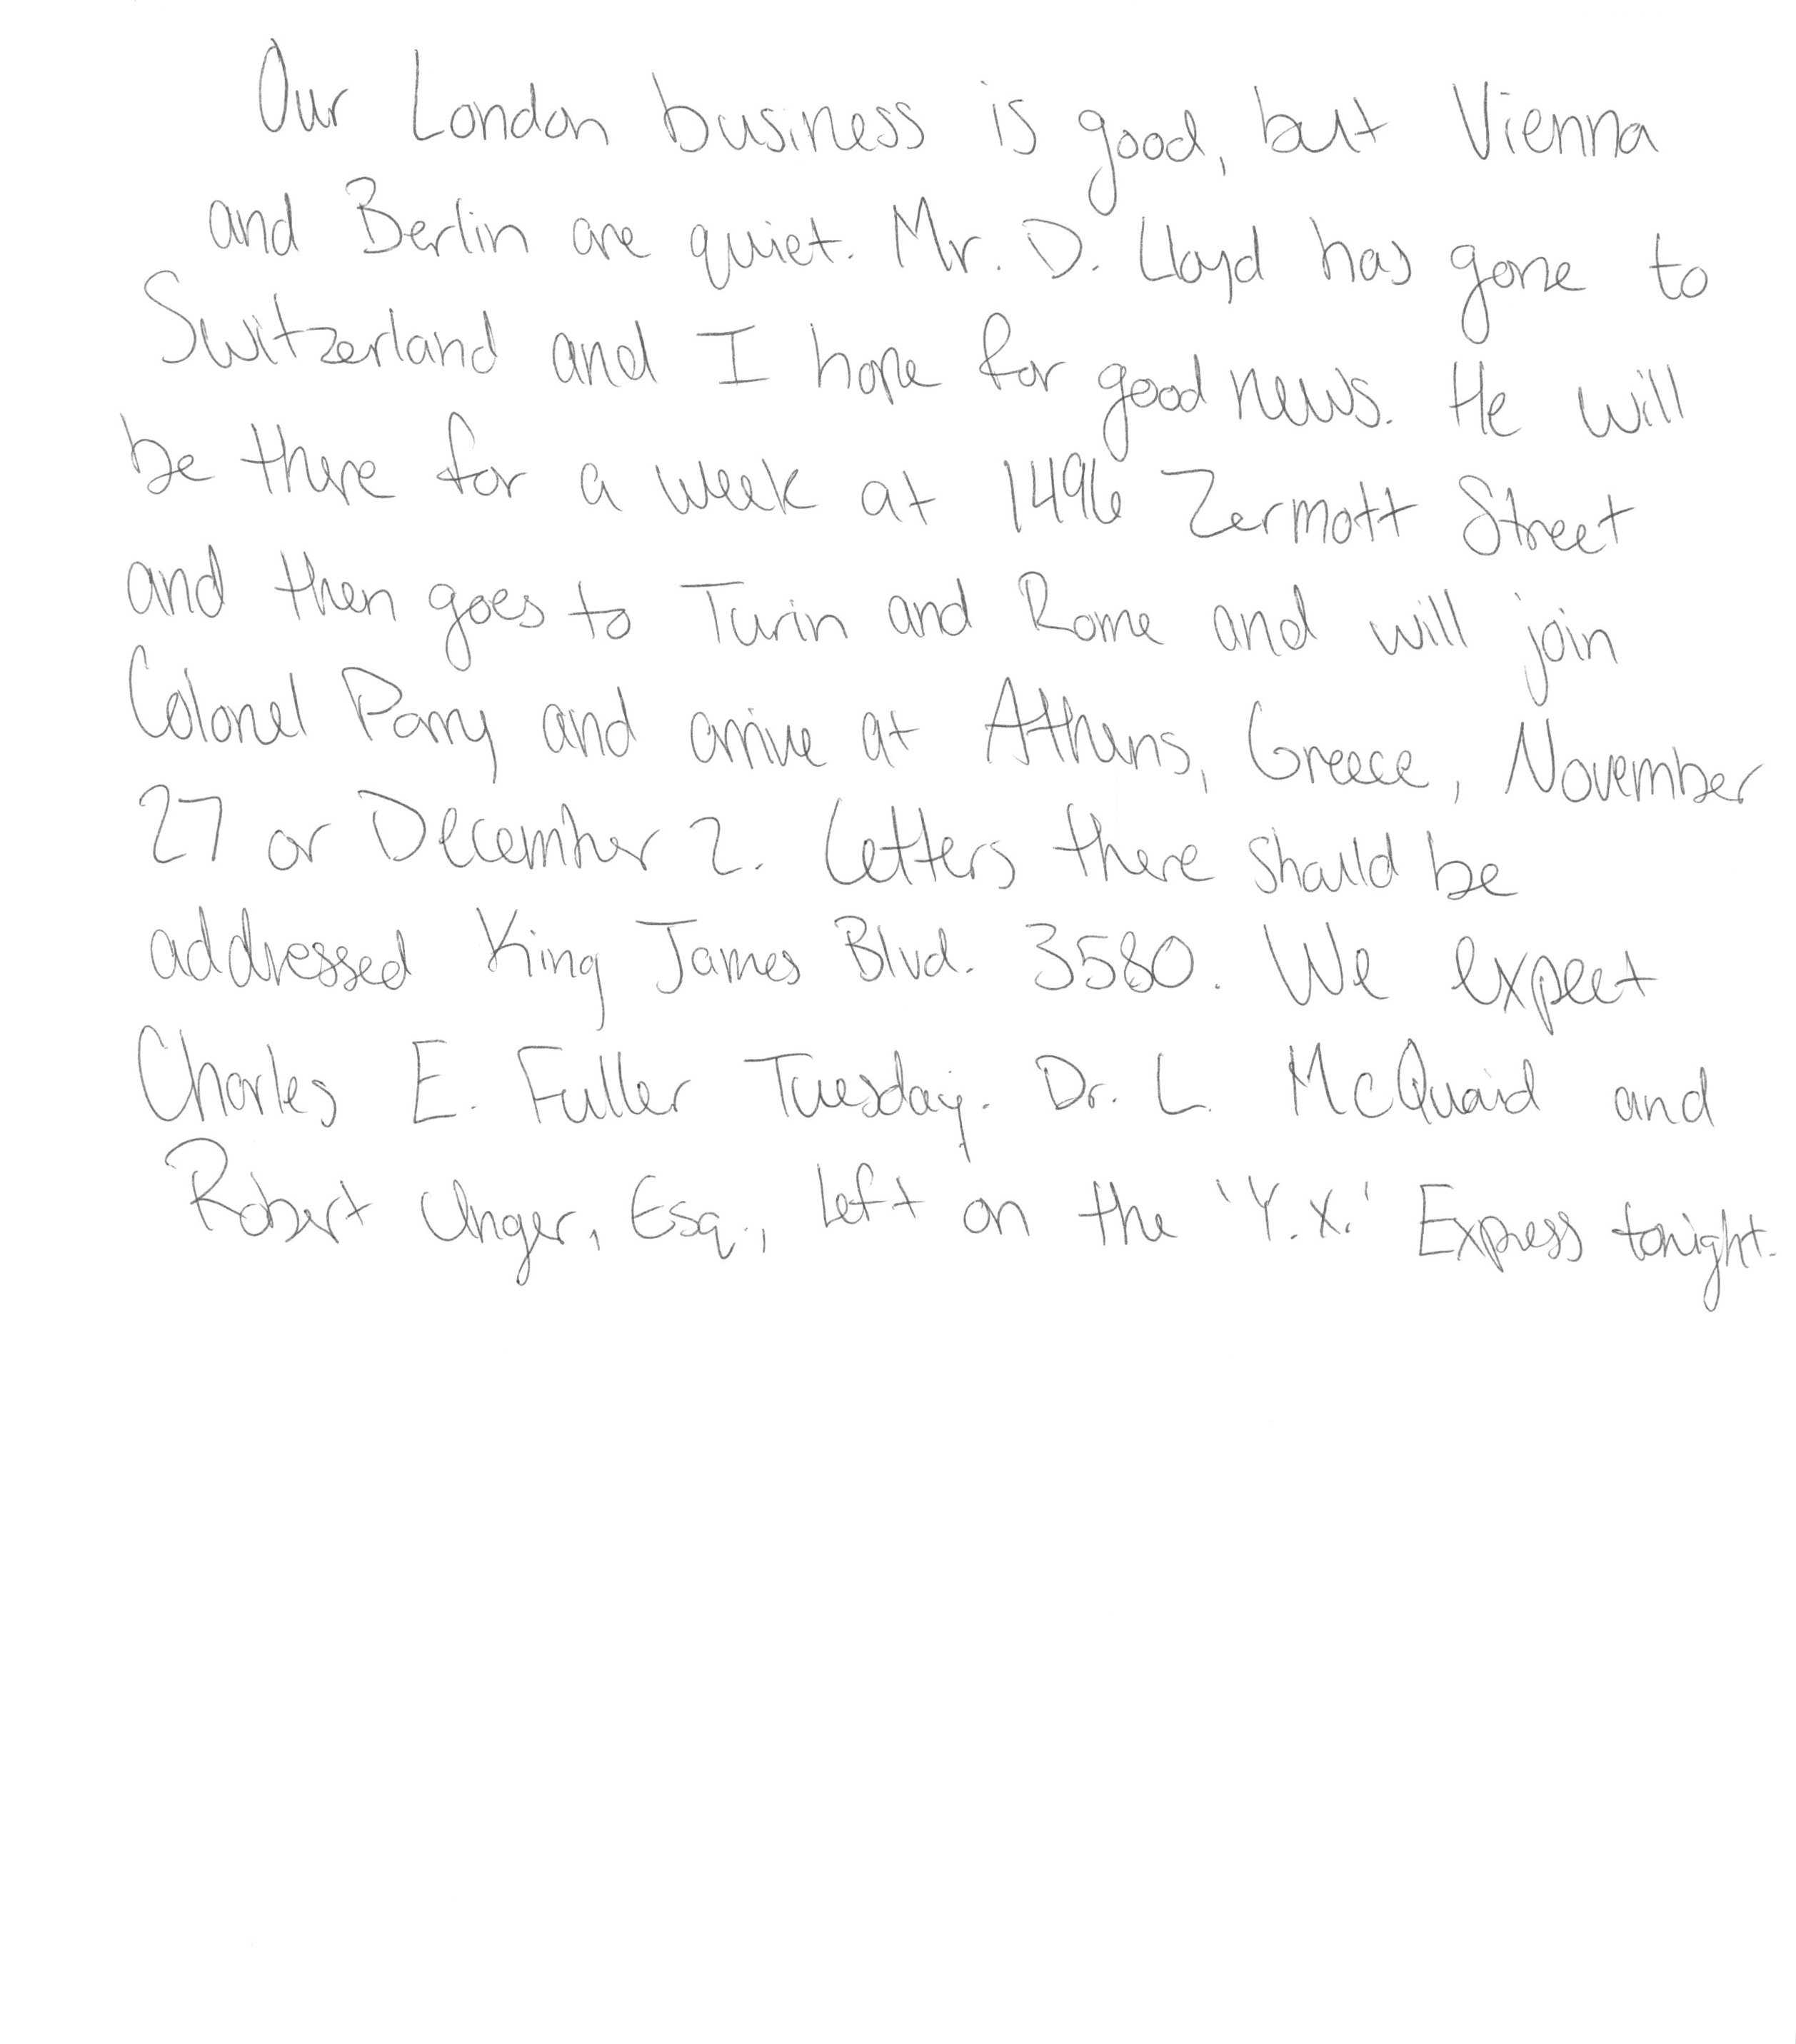 Our London business is good, but Vienna
and Berlin are quiet. Mr. D. Lloyd has gone to
Switzerland and I hope for good news. He will
be there for a week at 1496 Zermott Street
and then goes to Turin and Rome and will join
Colonel Parry and arrive at Athens, Greece, November
27 or December 2. Letters there should be
addressed King James Blvd. 3580. We expect
Charles E. Fuller Tuesday. Dr. L. McQuaid and
Robert Unger, Esq., left on the 'Y.X.' Express tonight.